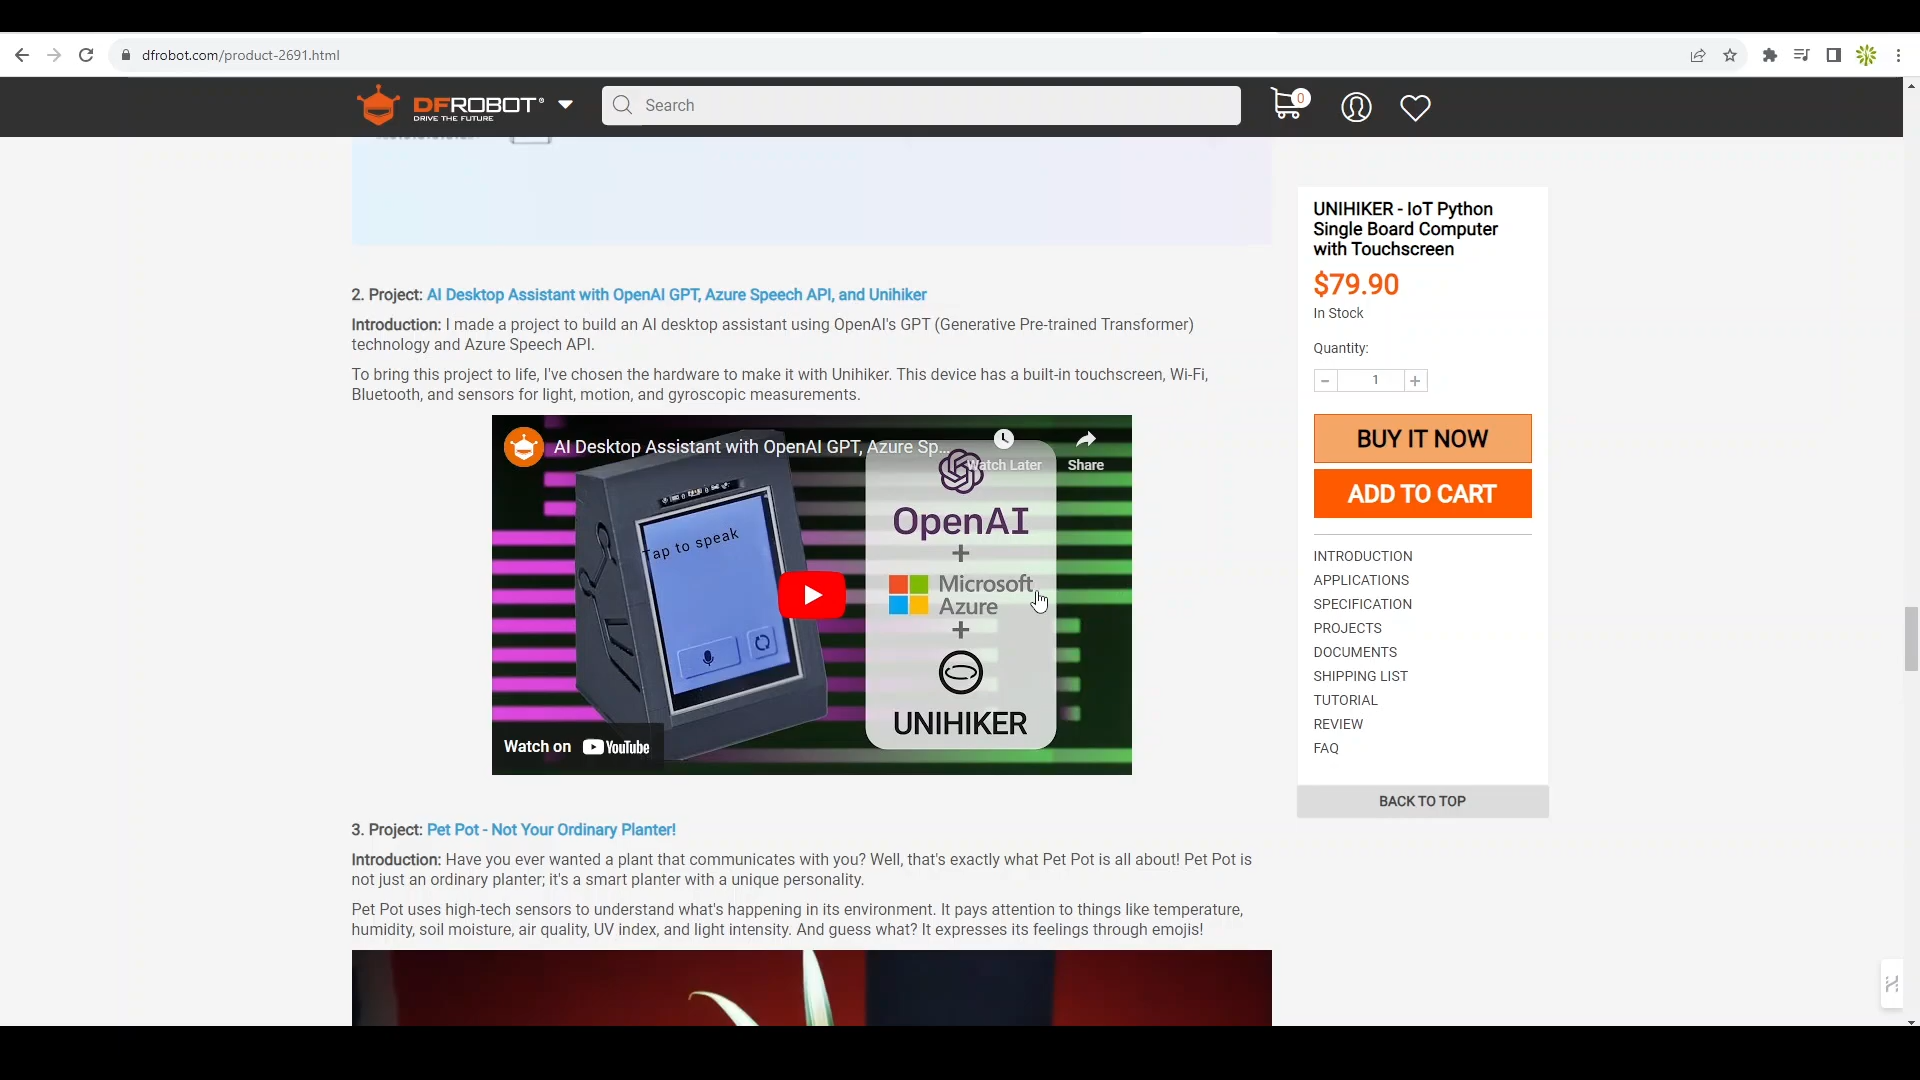 dfrobot.com/product-2691.html
DFROBOT
DRIVE THE FUTURE
Search
0
UNIHIKER - IoT Python
Single Board Computer
with Touchscreen
$79.90
In Stock
Quantity:
- 1 +
BUY IT NOW
ADD TO CART
INTRODUCTION
APPLICATIONS
SPECIFICATION
PROJECTS
DOCUMENTS
SHIPPING LIST
TUTORIAL
REVIEW
FAQ
BACK TO TOP
2. Project: AI Desktop Assistant with OpenAI GPT, Azure Speech API, and Unihiker
Introduction: I made a project to build an AI desktop assistant using OpenAI's GPT (Generative Pre-trained Transformer)
technology and Azure Speech API.
To bring this project to life, I've chosen the hardware to make it with Unihiker. This device has a built-in touchscreen, Wi-Fi,
Bluetooth, and sensors for light, motion, and gyroscopic measurements.
AI Desktop Assistant with OpenAI GPT, Azure Sp...
Watch Later
Share
Tap to speak
OpenAI
+
Microsoft
Azure
+
UNIHIKER
Watch on YouTube
3. Project: Pet Pot - Not Your Ordinary Planter!
Introduction: Have you ever wanted a plant that communicates with you? Well, that's exactly what Pet Pot is all about! Pet Pot is
not just an ordinary planter; it's a smart planter with a unique personality.
Pet Pot uses high-tech sensors to understand what's happening in its environment. It pays attention to things like temperature,
humidity, soil moisture, air quality, UV index, and light intensity. And guess what? It expresses its feelings through emojis!